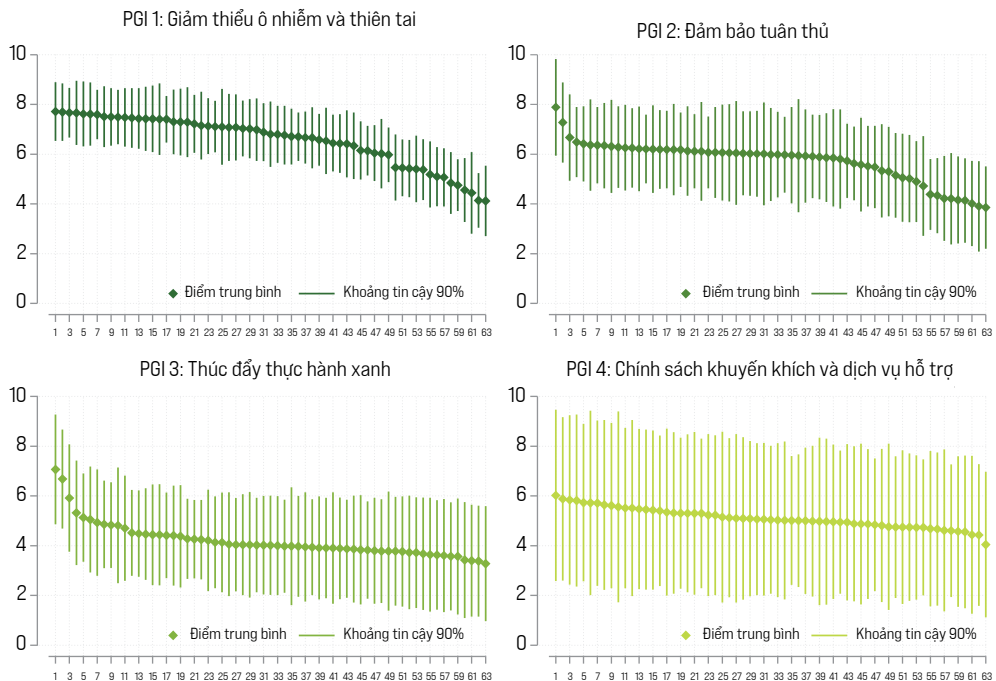 PGI 1: Giảm thiểu ô nhiễm và thiên tai
10
8
6
4
2
0
Điểm trung bình Khoảng tin cậy 90%
1 3 5 7 9 11 13 15 17 19 21 23 25 27 29 31 33 35 37 39 41 43 45 47 49 51 53 55 57 59 61 63
PGI 2: Đảm bảo tuân thủ
10
8
6
4
2
0
Điểm trung bình Khoảng tin cậy 90%
1 3 5 7 9 11 13 15 17 19 21 23 25 27 29 31 33 35 37 39 41 43 45 47 49 51 53 55 57 59 61 63
PGI 3: Thúc đẩy thực hành xanh
10
8
6
4
2
0
Điểm trung bình Khoảng tin cậy 90%
1 3 5 7 9 11 13 15 17 19 21 23 25 27 29 31 33 35 37 39 41 43 45 47 49 51 53 55 57 59 61 63
PGI 4: Chính sách khuyến khích và dịch vụ hỗ trợ
10
8
6
4
2
0
Điểm trung bình Khoảng tin cậy 90%
1 3 5 7 9 11 13 15 17 19 21 23 25 27 29 31 33 35 37 39 41 43 45 47 49 51 53 55 57 59 61 63